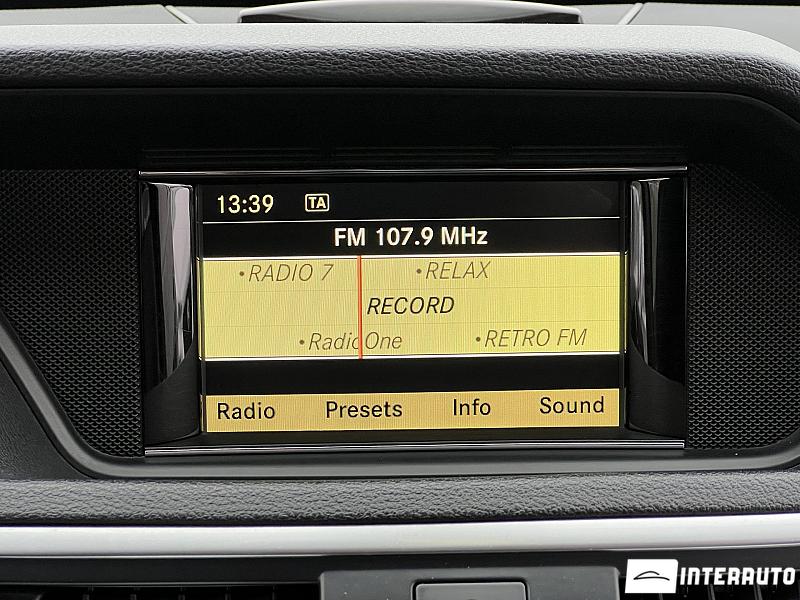 13:39 TA
FM 107.9 MHz
•RADIO 7 •RELAX
RECORD
•RadioOne •RETRO FM
Radio Presets Info Sound
INTERAUTO